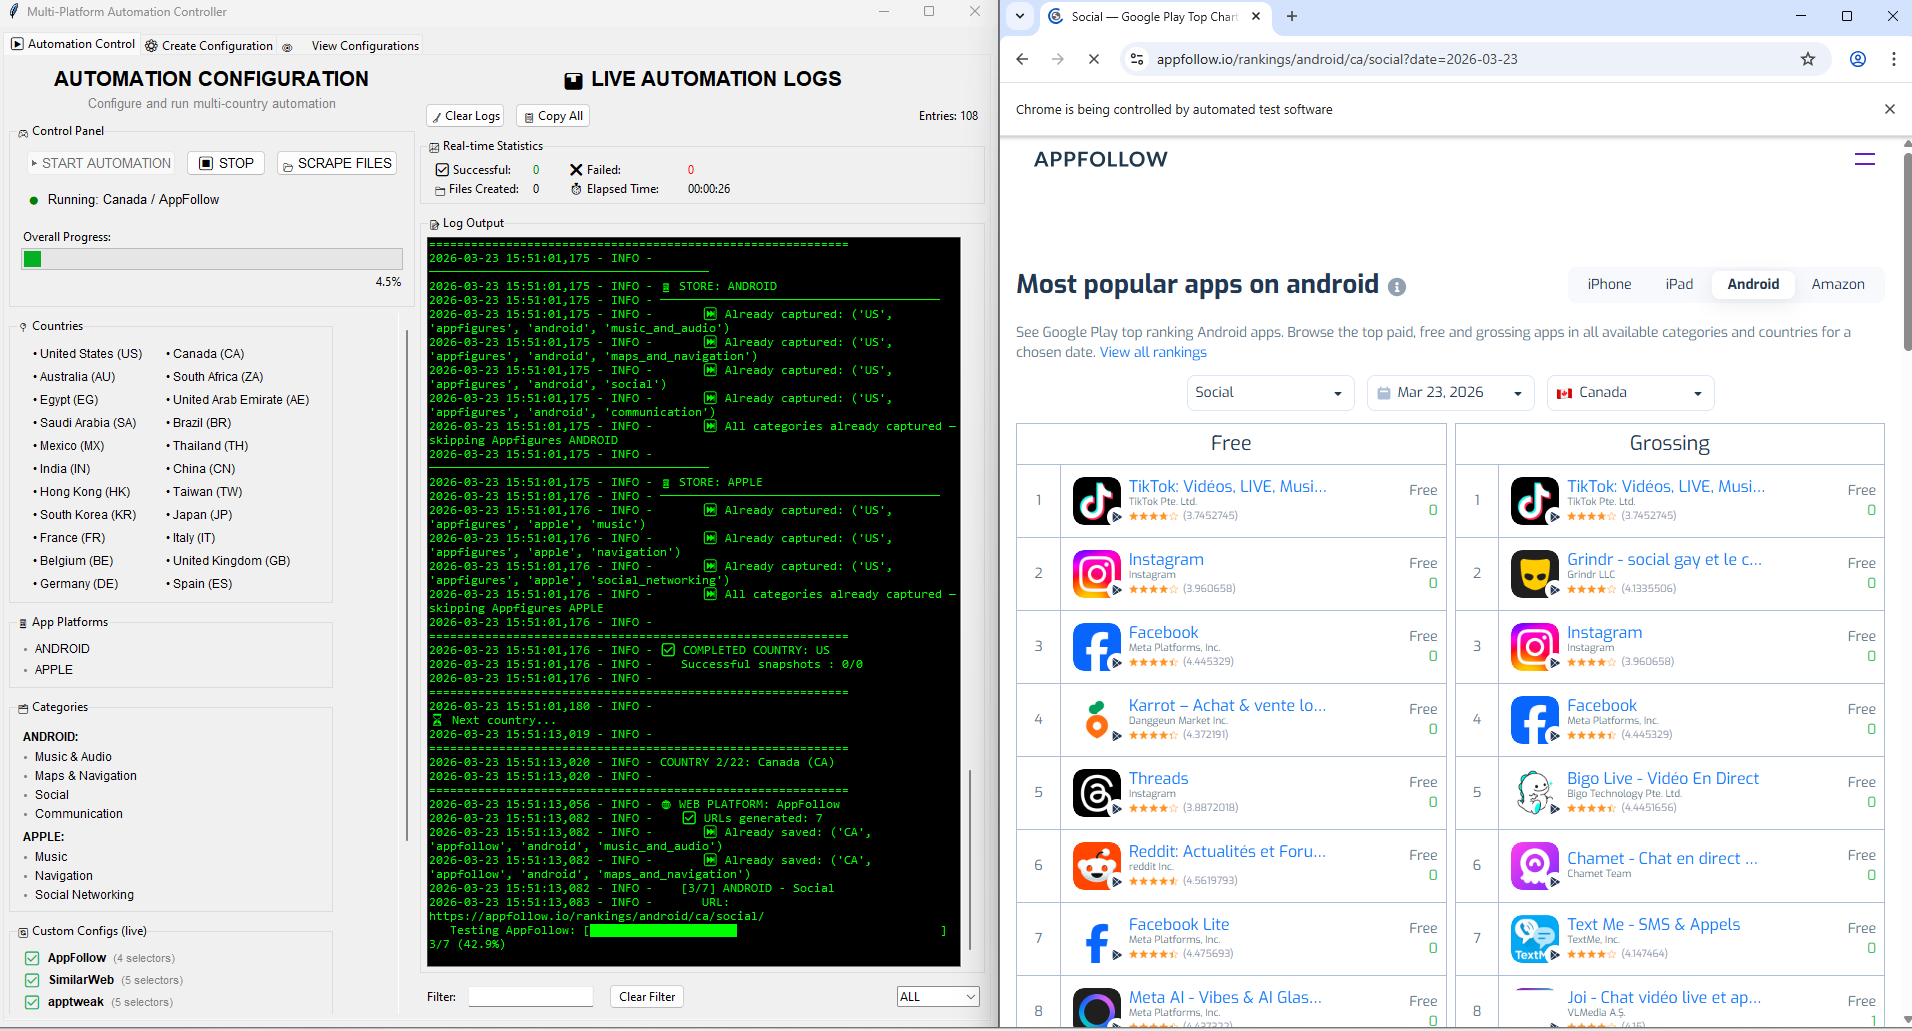 Multi-Platform Automation Controller
Automation Control
Create Configuration
View Configurations
AUTOMATION CONFIGURATION
Configure and run multi-country automation
Control Panel
START AUTOMATION
STOP
SCRAPE FILES
Running: Canada / AppFollow
Overall Progress:
4.5%
Countries
• United States (US)
• Canada (CA)
• Australia (AU)
• South Africa (ZA)
• Egypt (EG)
• United Arab Emirate (AE)
• Saudi Arabia (SA)
• Brazil (BR)
• Mexico (MX)
• Thailand (TH)
• India (IN)
• China (CN)
• Hong Kong (HK)
• Taiwan (TW)
• South Korea (KR)
• Japan (JP)
• France (FR)
• Italy (IT)
• Belgium (BE)
• United Kingdom (GB)
• Germany (DE)
• Spain (ES)
App Platforms
• ANDROID
• APPLE
Categories
ANDROID:
• Music & Audio
• Maps & Navigation
• Social
• Communication
APPLE:
• Music
• Navigation
• Social Networking
Custom Configs (live)
AppFollow (4 selectors)
SimilarWeb (5 selectors)
apptweak (5 selectors)
LIVE AUTOMATION LOGS
Clear Logs
Copy All
Entries: 108
Real-time Statistics
Successful: 0
Failed: 0
Files Created: 0
Elapsed Time: 00:00:26
Log Output
============================================================
2026-03-23 15:51:01,175 - INFO -
────────────────────────────────────────
2026-03-23 15:51:01,175 - INFO - STORE: ANDROID
2026-03-23 15:51:01,175 - INFO - ────────────────────────────────────────
2026-03-23 15:51:01,175 - INFO - Already captured: ('US',
'appfigures', 'android', 'music_and_audio')
2026-03-23 15:51:01,175 - INFO - Already captured: ('US',
'appfigures', 'android', 'maps_and_navigation')
2026-03-23 15:51:01,175 - INFO - Already captured: ('US',
'appfigures', 'android', 'social')
2026-03-23 15:51:01,175 - INFO - Already captured: ('US',
'appfigures', 'android', 'communication')
2026-03-23 15:51:01,175 - INFO - All categories already captured —
skipping Appfigures ANDROID
2026-03-23 15:51:01,175 - INFO -
────────────────────────────────────────
2026-03-23 15:51:01,175 - INFO - STORE: APPLE
2026-03-23 15:51:01,176 - INFO - ────────────────────────────────────────
2026-03-23 15:51:01,176 - INFO - Already captured: ('US',
'appfigures', 'apple', 'music')
2026-03-23 15:51:01,176 - INFO - Already captured: ('US',
'appfigures', 'apple', 'navigation')
2026-03-23 15:51:01,176 - INFO - Already captured: ('US',
'appfigures', 'apple', 'social_networking')
2026-03-23 15:51:01,176 - INFO - All categories already captured —
skipping Appfigures APPLE
2026-03-23 15:51:01,176 - INFO -
============================================================
2026-03-23 15:51:01,176 - INFO - COMPLETED COUNTRY: US
2026-03-23 15:51:01,176 - INFO - Successful snapshots : 0/0
2026-03-23 15:51:01,176 - INFO -
============================================================
2026-03-23 15:51:01,180 - INFO -
Next country...
2026-03-23 15:51:13,019 - INFO -
============================================================
2026-03-23 15:51:13,020 - INFO - COUNTRY 2/22: Canada (CA)
2026-03-23 15:51:13,020 - INFO -
============================================================
2026-03-23 15:51:13,056 - INFO - WEB PLATFORM: AppFollow
2026-03-23 15:51:13,082 - INFO - URLs generated: 7
2026-03-23 15:51:13,082 - INFO - Already saved: ('CA',
'appfollow', 'android', 'music_and_audio')
2026-03-23 15:51:13,082 - INFO - Already saved: ('CA',
'appfollow', 'android', 'maps_and_navigation')
2026-03-23 15:51:13,082 - INFO - [3/7] ANDROID - Social
2026-03-23 15:51:13,083 - INFO - URL:
https://appfollow.io/rankings/android/ca/social/
Testing AppFollow: [ ]
3/7 (42.9%)
Filter:
Clear Filter
ALL
Social — Google Play Top Chart
appfollow.io/rankings/android/ca/social?date=2026-03-23
Chrome is being controlled by automated test software
APPFOLLOW
Most popular apps on android
iPhone
iPad
Android
Amazon
See Google Play top ranking Android apps. Browse the top paid, free and grossing apps in all available categories and countries for a
chosen date. View all rankings
Social
Mar 23, 2026
Canada
Free
1
TikTok: Vidéos, LIVE, Musi...
TikTok Pte. Ltd.
(3.7452745)
Free
0
2
Instagram
Instagram
(3.960658)
Free
0
3
Facebook
Meta Platforms, Inc.
(4.445329)
Free
0
4
Karrot – Achat & vente lo...
Danggeun Market Inc.
(4.372191)
Free
0
5
Threads
Instagram
(3.8872018)
Free
0
6
Reddit: Actualités et Foru...
reddit Inc.
(4.5619793)
Free
0
7
Facebook Lite
Meta Platforms, Inc.
(4.475693)
Free
0
8
Meta AI - Vibes & AI Glas...
Meta Platforms, Inc.
Free
0
Grossing
1
TikTok: Vidéos, LIVE, Musi...
TikTok Pte. Ltd.
(3.7452745)
Free
0
2
Grindr - social gay et le c...
Grindr LLC
(4.1335506)
Free
0
3
Instagram
Instagram
(3.960658)
Free
0
4
Facebook
Meta Platforms, Inc.
(4.445329)
Free
0
5
Bigo Live - Vidéo En Direct
Bigo Technology Pte. Ltd.
(4.4451656)
Free
0
6
Chamet - Chat en direct ...
Chamet Team
Free
0
7
Text Me - SMS & Appels
TextMe, Inc.
(4.147464)
Free
0
8
Joi - Chat vidéo live et ap...
VLMedia A.Ş.
Free
1